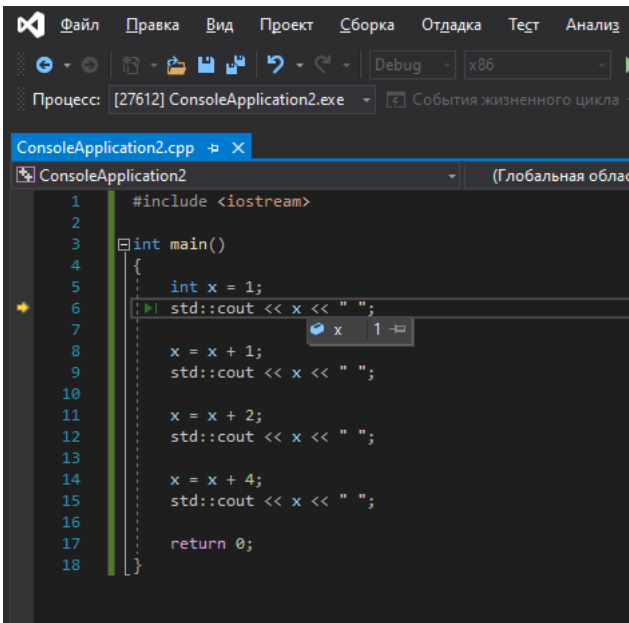 Файл Правка Вид Проект Сборка Отладка Тест Анализ
Debug x86
Процесс: [27612] ConsoleApplication2.exe События жизненного цикла
ConsoleApplication2.cpp
ConsoleApplication2 (Глобальная облас
1 #include <iostream>
2
3 int main()
4 {
5 int x = 1;
6 std::cout << x << " ";
x 1
7
8 x = x + 1;
9 std::cout << x << " ";
10
11 x = x + 2;
12 std::cout << x << " ";
13
14 x = x + 4;
15 std::cout << x << " ";
16
17 return 0;
18 }